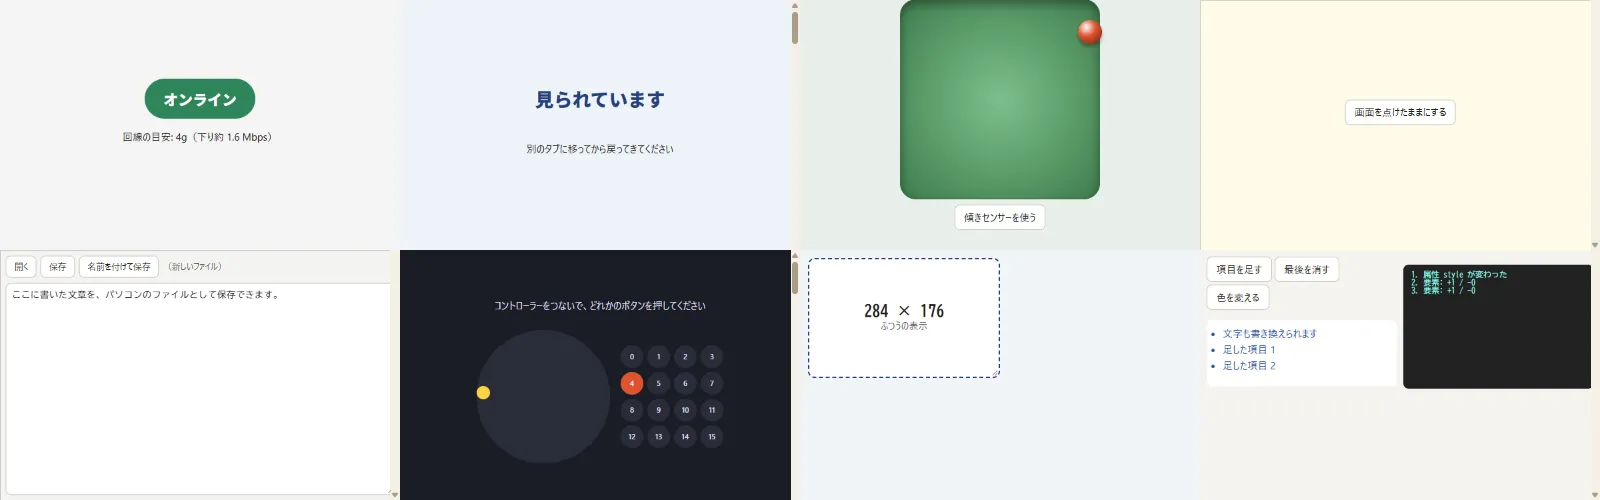 オンライン
回線の目安: 4g（下り約 1.6 Mbps）
見られています
別のタブに移ってから戻ってきてください
傾きセンサーを使う
画面を点けたままにする
開く 保存 名前を付けて保存 （新しいファイル）
ここに書いた文章を、パソコンのファイルとして保存できます。
コントローラーをつないで、どれかのボタンを押してください
0 1 2 3
4 5 6 7
8 9 10 11
12 13 14 15
284 × 176
ふつうの表示
項目を足す 最後を消す
色を変える
文字も書き換えられます
足した項目 1
足した項目 2
1. 属性 style が変わった
2. 要素: +1 / -0
3. 要素: +1 / -0